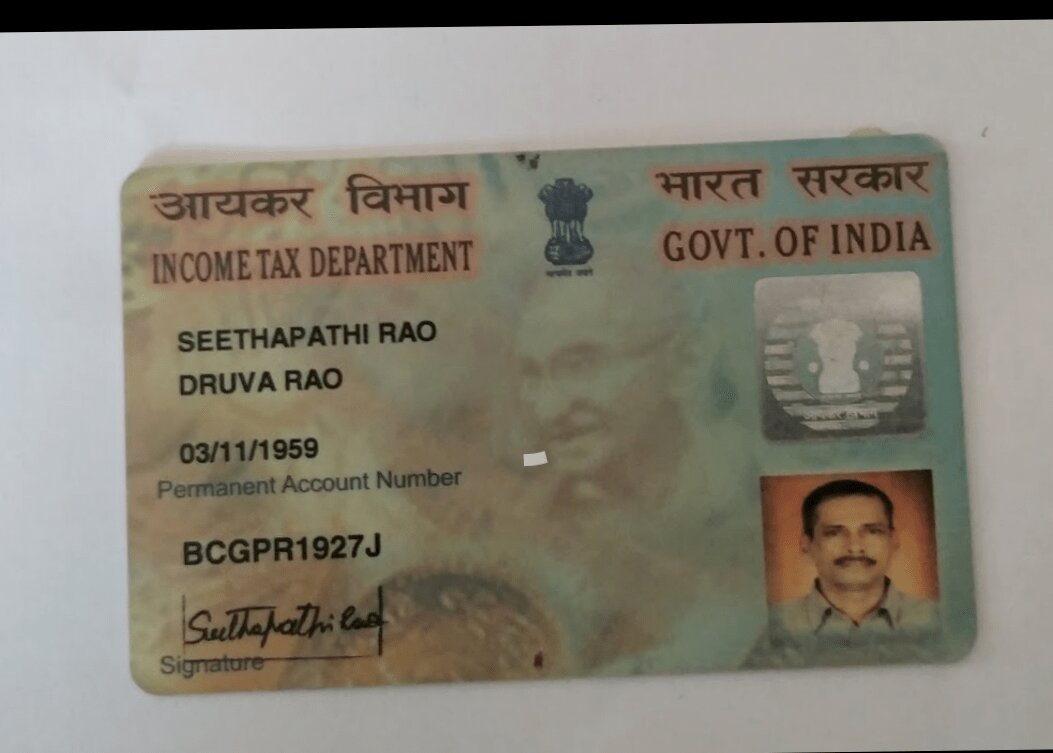 आयकर विभाग
INCOME TAX DEPARTMENT
भारत सरकार
GOVT. OF INDIA
SEETHAPATHI RAO
DRUVA RAO
03/11/1959
Permanent Account Number
BCGPR1927J
Seethapathi Rao
Signature